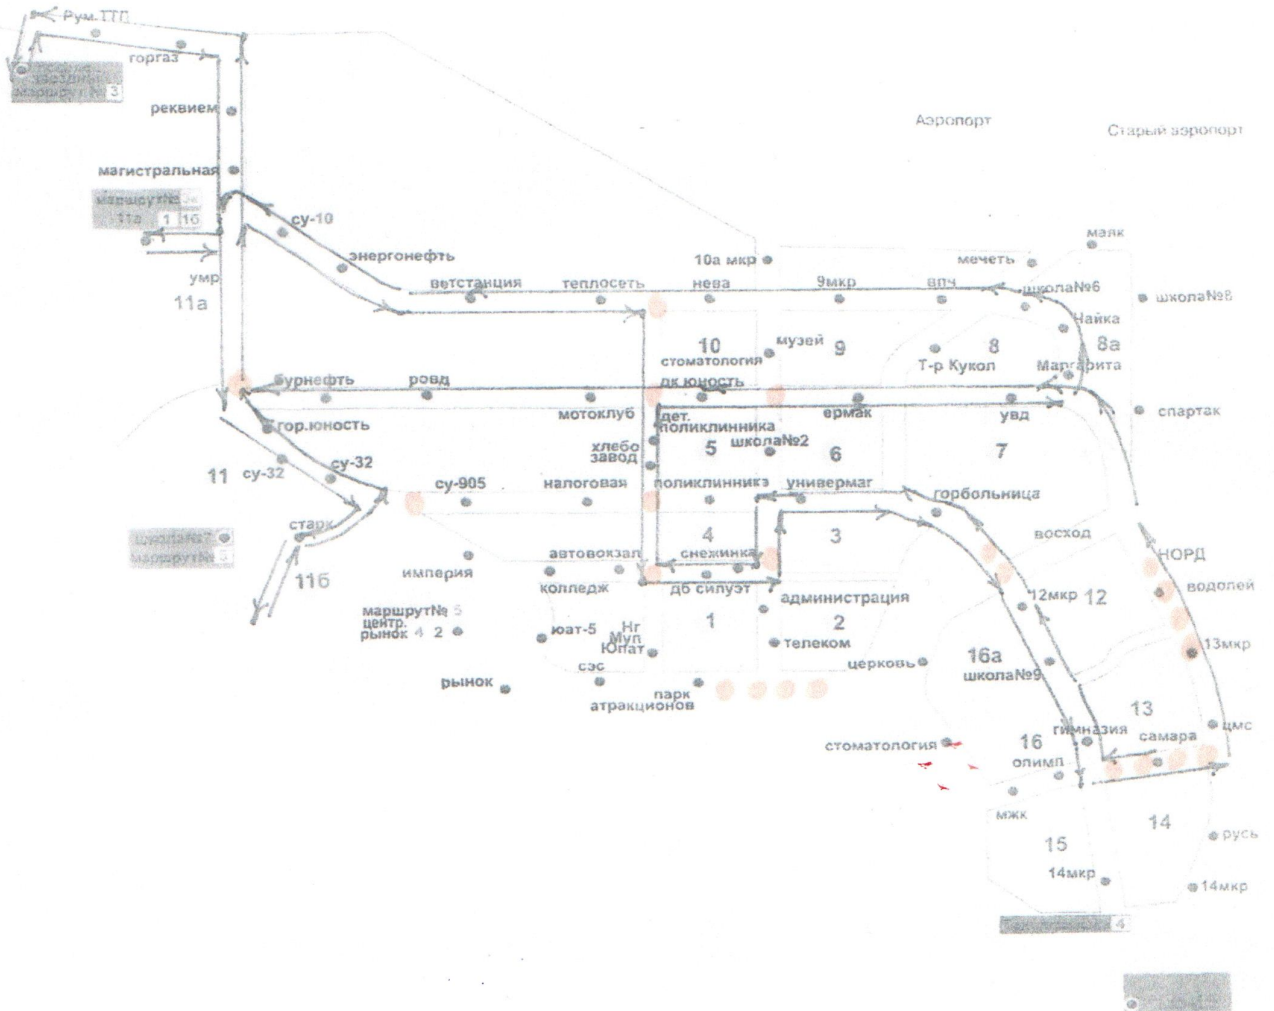 Рум.ТТП
горгаз
маршрут№ 3
реквием
Аэропорт
Старый аэропорт
магистральная
маршрут№
11а 1 1б
су-10
маяк
энергонефть
10а мкр
мечеть
умр
11а
ветстанция
теплосеть
нева
9мкр
впч
школа№6
школа№8
Чайка
10
музей
9
8
8а
стоматология
Т-р Кукол
Маргарита
бурнефть
ровд
дк юность
мотоклуб
дет.
поликлинника
ермак
увд
спартак
гор.юность
хлебо
завод
5
школа№2
6
7
11
су-32
су-32
су-905
налоговая
поликлинникэ
универмаг
горбольница
старк
4
3
восход
школа№7
маршрут№ 5
автовокзал
снежинка
НОРД
империя
11б
колледж
дб силуэт
водолей
12мкр
12
администрация
маршрут№ 5
центр.
рынок 4 2
1
2
юат-5
Нг
Муп
Юпат
телеком
13мкр
церковь
16а
школа№9
сэс
рынок
парк
атракционов
13
цмс
гимназия
самара
стоматология
16
олимп
мжк
15
14
русь
14мкр
14мкр
4